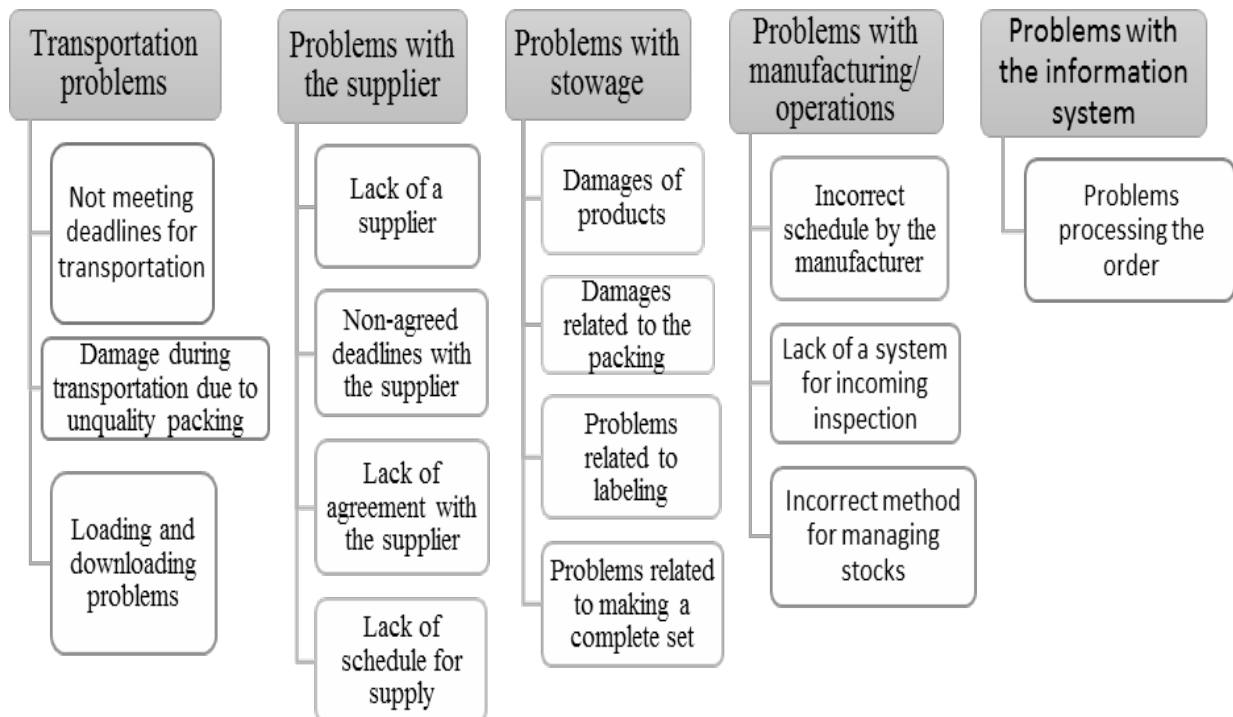 Transportation
problems
Not meeting
deadlines for
transportation
Damage during
transportation due to
unquality packing
Loading and
downloading
problems
Problems with
the supplier
Lack of a
supplier
Non-agreed
deadlines with
the supplier
Lack of
agreement with
the supplier
Lack of
schedule for
supply
Problems with
stowage
Damages of
products
Damages
related to the
packing
Problems
related to
labeling
Problems related
to making a
complete set
Problems with
manufacturing/
operations
Incorrect
schedule by the
manufacturer
Lack of a system
for incoming
inspection
Incorrect method
for managing
stocks
Problems with
the information
system
Problems
processing the
order